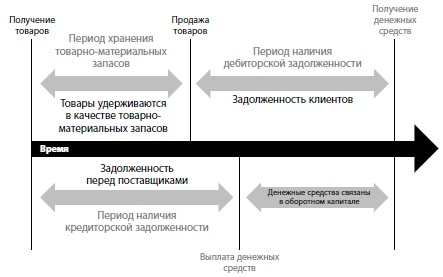 Получение
товаров
Продажа
товаров
Получение
денежных
средств
Период хранения
товарно-материальных
запасов
Период наличия
дебиторской задолженности
Товары удерживаются
в качестве товарно-
материальных запасов
Задолженность клиентов
Время
Задолженность
перед поставщиками
Денежные средства связаны
в оборотном капитале
Период наличия
кредиторской задолженности
Выплата денежных
средств